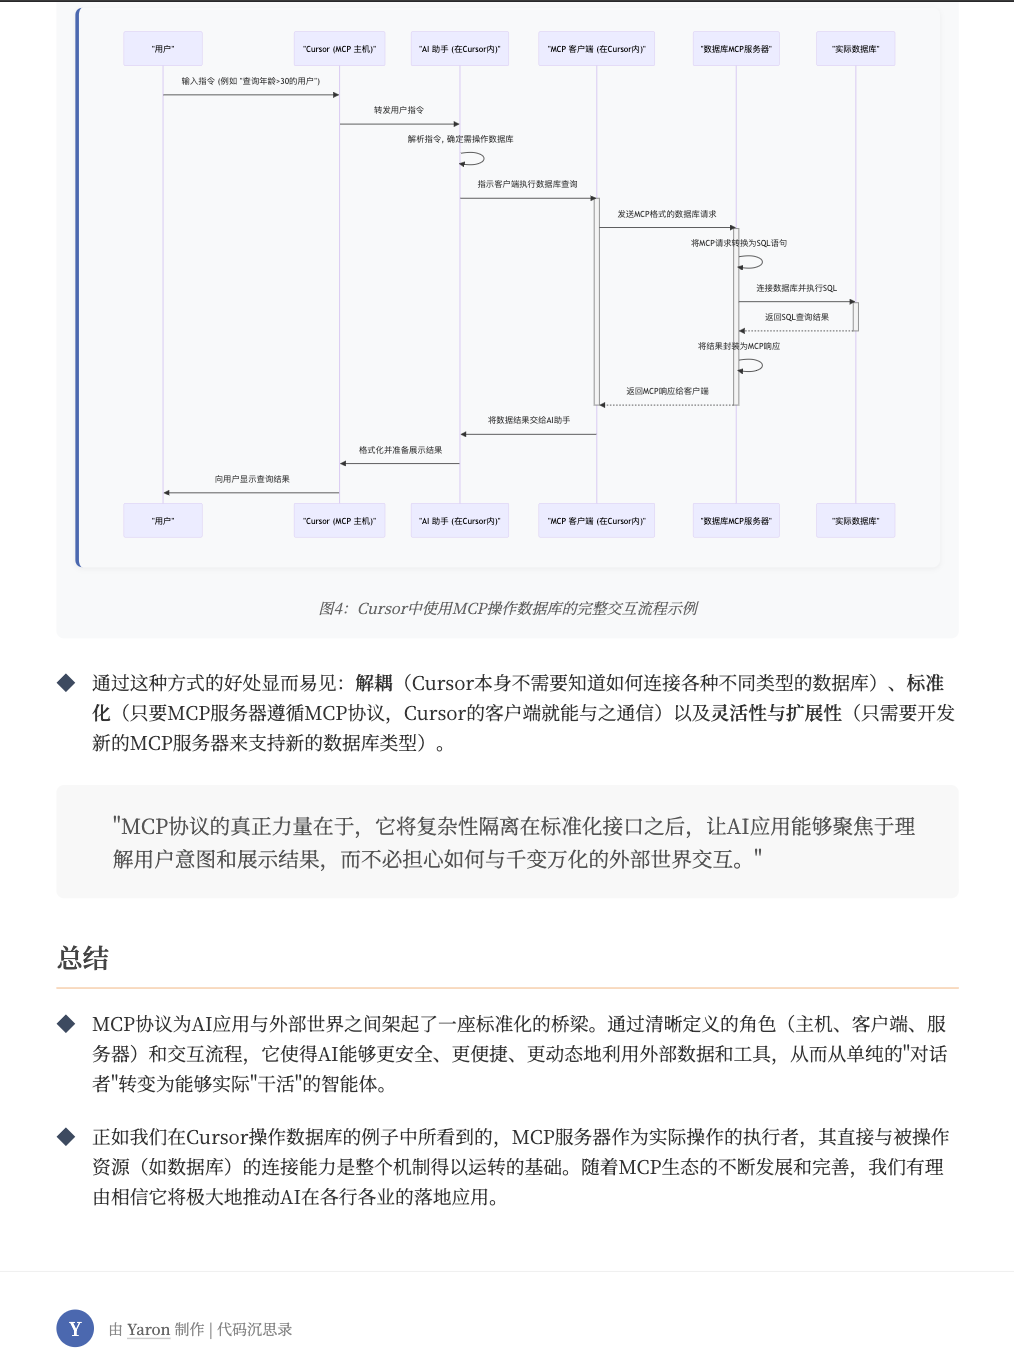 "用户"
"Cursor (MCP 主机)"
"AI 助手 (在Cursor内)"
"MCP 客户端 (在Cursor内)"
"数据库MCP服务器"
"实际数据库"
输入指令 (例如 "查询年龄>30的用户")
转发用户指令
解析指令, 确定需操作数据库
指示客户端执行数据库查询
发送MCP格式的数据库请求
将MCP请求转换为SQL语句
连接数据库并执行SQL
返回SQL查询结果
将结果封装为MCP响应
返回MCP响应给客户端
将数据结果交给AI助手
格式化并准备展示结果
向用户显示查询结果
"用户"
"Cursor (MCP 主机)"
"AI 助手 (在Cursor内)"
"MCP 客户端 (在Cursor内)"
"数据库MCP服务器"
"实际数据库"
图4：Cursor中使用MCP操作数据库的完整交互流程示例
通过这种方式的好处显而易见：解耦（Cursor本身不需要知道如何连接各种不同类型的数据库）、标准
化（只要MCP服务器遵循MCP协议，Cursor的客户端就能与之通信）以及灵活性与扩展性（只需要开发
新的MCP服务器来支持新的数据库类型）。
"MCP协议的真正力量在于，它将复杂性隔离在标准化接口之后，让AI应用能够聚焦于理
解用户意图和展示结果，而不必担心如何与千变万化的外部世界交互。"
总结
MCP协议为AI应用与外部世界之间架起了一座标准化的桥梁。通过清晰定义的角色（主机、客户端、服
务器）和交互流程，它使得AI能够更安全、更便捷、更动态地利用外部数据和工具，从而从单纯的"对话
者"转变为能够实际"干活"的智能体。
正如我们在Cursor操作数据库的例子中所看到的，MCP服务器作为实际操作的执行者，其直接与被操作
资源（如数据库）的连接能力是整个机制得以运转的基础。随着MCP生态的不断发展和完善，我们有理
由相信它将极大地推动AI在各行各业的落地应用。
Y
由 Yaron 制作 | 代码沉思录